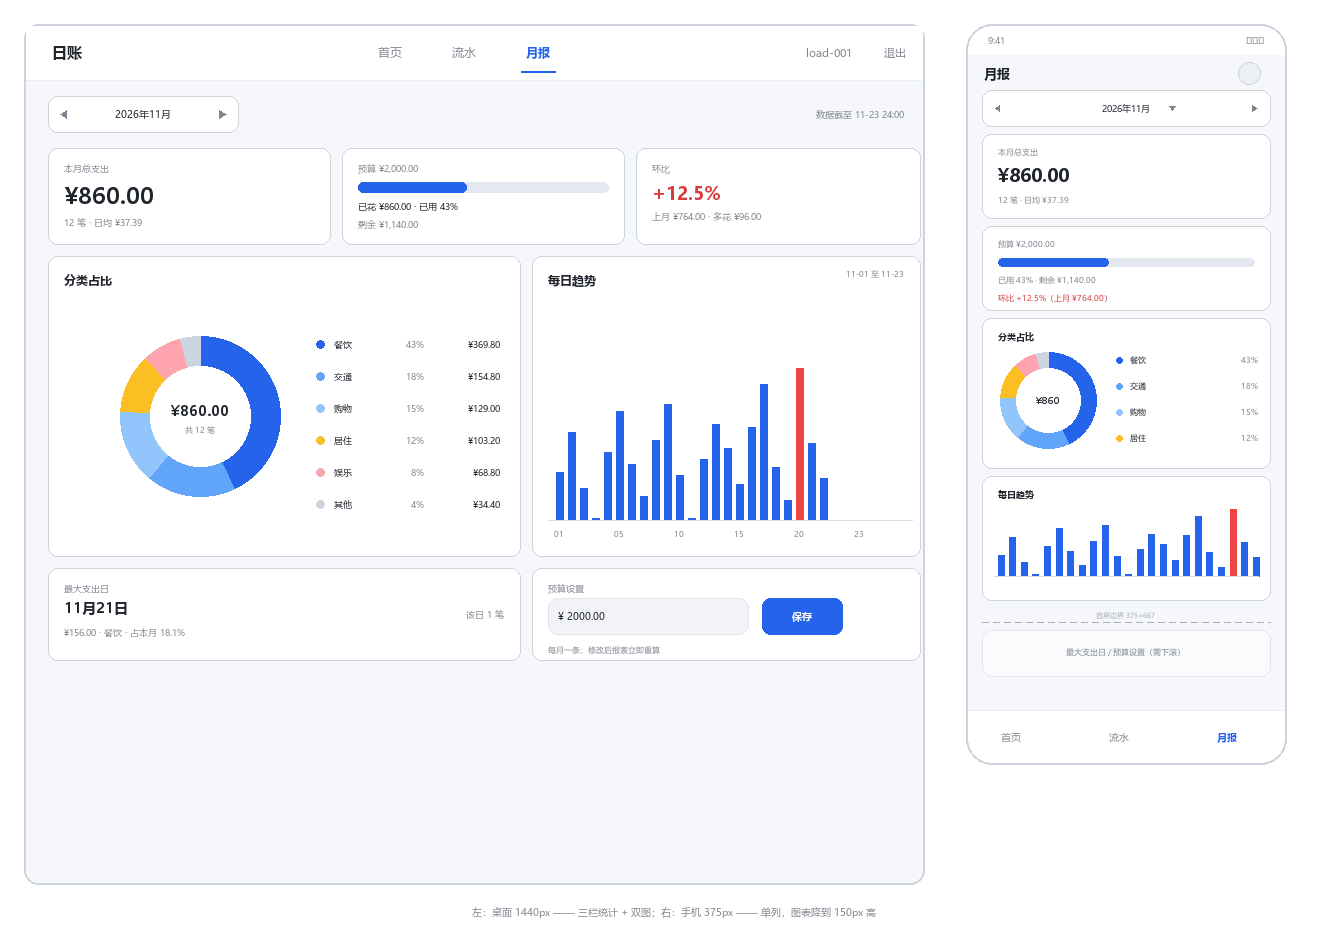 日账
首页
流水
月报
load-001
退出
◀ 2026年11月 ▶
数据截至 11-23 24:00
本月总支出
¥860.00
12 笔 · 日均 ¥37.39
预算 ¥2,000.00
已花 ¥860.00 · 已用 43%
剩余 ¥1,140.00
环比
+12.5%
上月 ¥764.00 · 多花 ¥96.00
分类占比
¥860.00
共 12 笔
餐饮 43% ¥369.80
交通 18% ¥154.80
购物 15% ¥129.00
居住 12% ¥103.20
娱乐 8% ¥68.80
其他 4% ¥34.40
每日趋势
11-01 至 11-23
01 05 10 15 20 23
最大支出日
11月21日
¥156.00 · 餐饮 · 占本月 18.1%
该日 1 笔
预算设置
¥ 2000.00
保存
每月一条；修改后报表立即重算
9:41
▯▯▯
月报
◀ 2026年11月 ▼ ▶
本月总支出
¥860.00
12 笔 · 日均 ¥37.39
预算 ¥2,000.00
已用 43% · 剩余 ¥1,140.00
环比 +12.5%（上月 ¥764.00）
分类占比
¥860
餐饮 43%
交通 18%
购物 15%
居住 12%
每日趋势
首屏边界 375×667
最大支出日 / 预算设置（需下滚）
首页
流水
月报
左：桌面 1440px —— 三栏统计 + 双图；右：手机 375px —— 单列，图表降到 150px 高